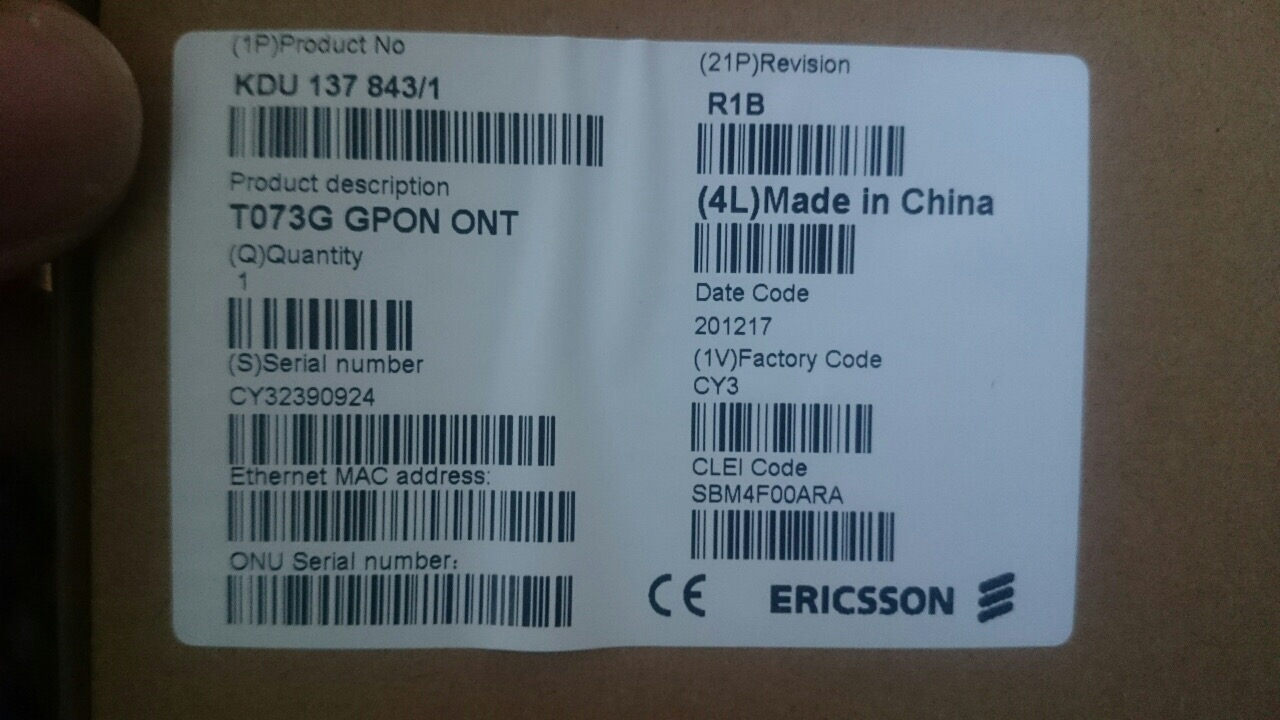 (1P)Product No
KDU 137 843/1
Product description
T073G GPON ONT
(Q)Quantity
1
(S)Serial number
CY32390924
Ethernet MAC address:
ONU Serial number:
(21P)Revision
R1B
(4L)Made in China
Date Code
201217
(1V)Factory Code
CY3
CLEI Code
SBM4F00ARA
CE ERICSSON